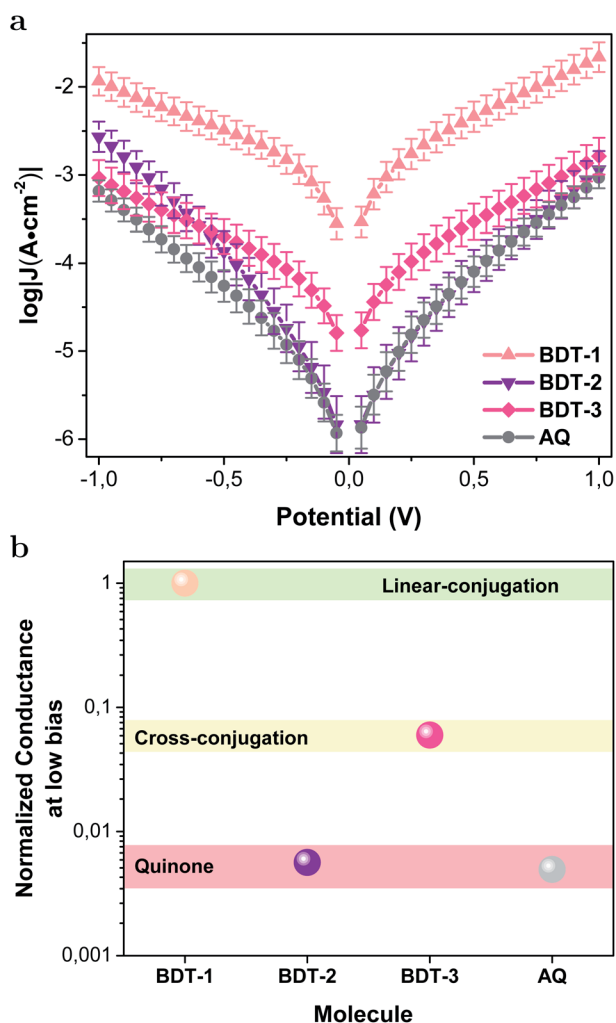 a
log|J(A•cm⁻²)|
-2
-3
-4
-5
-6
-1,0
-0,5
0,0
0,5
1,0
Potential (V)
BDT-1
BDT-2
BDT-3
AQ
b
Normalized Conductance
at low bias
1
0,1
0,01
0,001
Linear-conjugation
Cross-conjugation
Quinone
BDT-1
BDT-2
BDT-3
AQ
Molecule